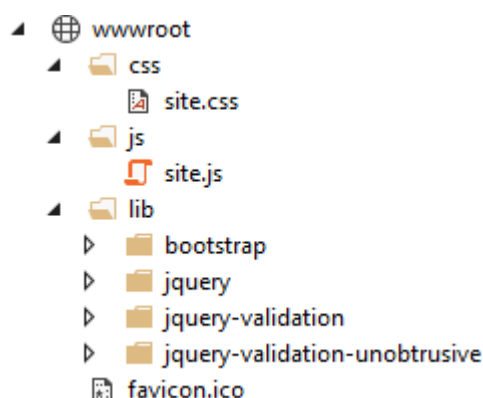 wwwroot
css
site.css
js
site.js
lib
bootstrap
jquery
jquery-validation
jquery-validation-unobtrusive
favicon.ico